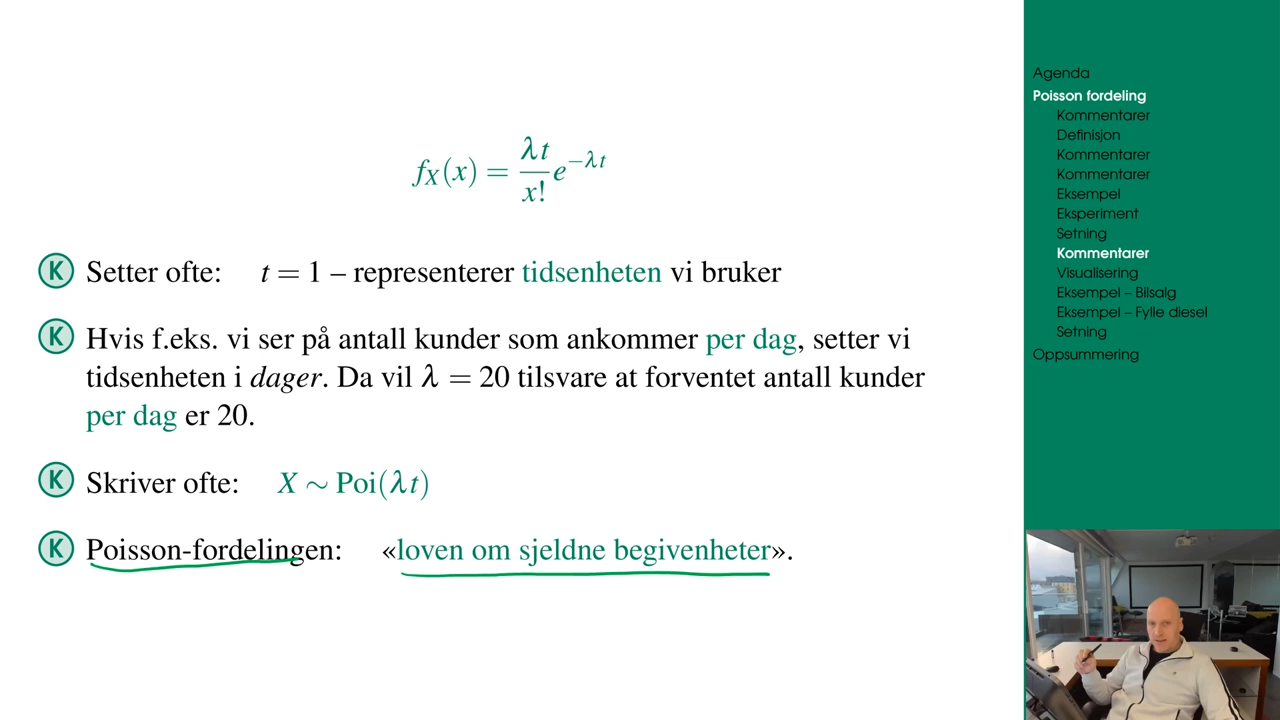 f_X(x) = \frac{λt}{x!} e^{-λt}
K Setter ofte: t = 1 – representerer tidsenheten vi bruker
K Hvis f.eks. vi ser på antall kunder som ankommer per dag, setter vi
tidsenheten i dager. Da vil λ = 20 tilsvare at forventet antall kunder
per dag er 20.
K Skriver ofte: X ∼ Poi(λt)
K Poisson-fordelingen: «loven om sjeldne begivenheter».
Agenda
Poisson fordeling
Kommentarer
Definisjon
Kommentarer
Kommentarer
Eksempel
Eksperiment
Setning
Kommentarer
Visualisering
Eksempel – Bilsalg
Eksempel – Fylle diesel
Setning
Oppsummering